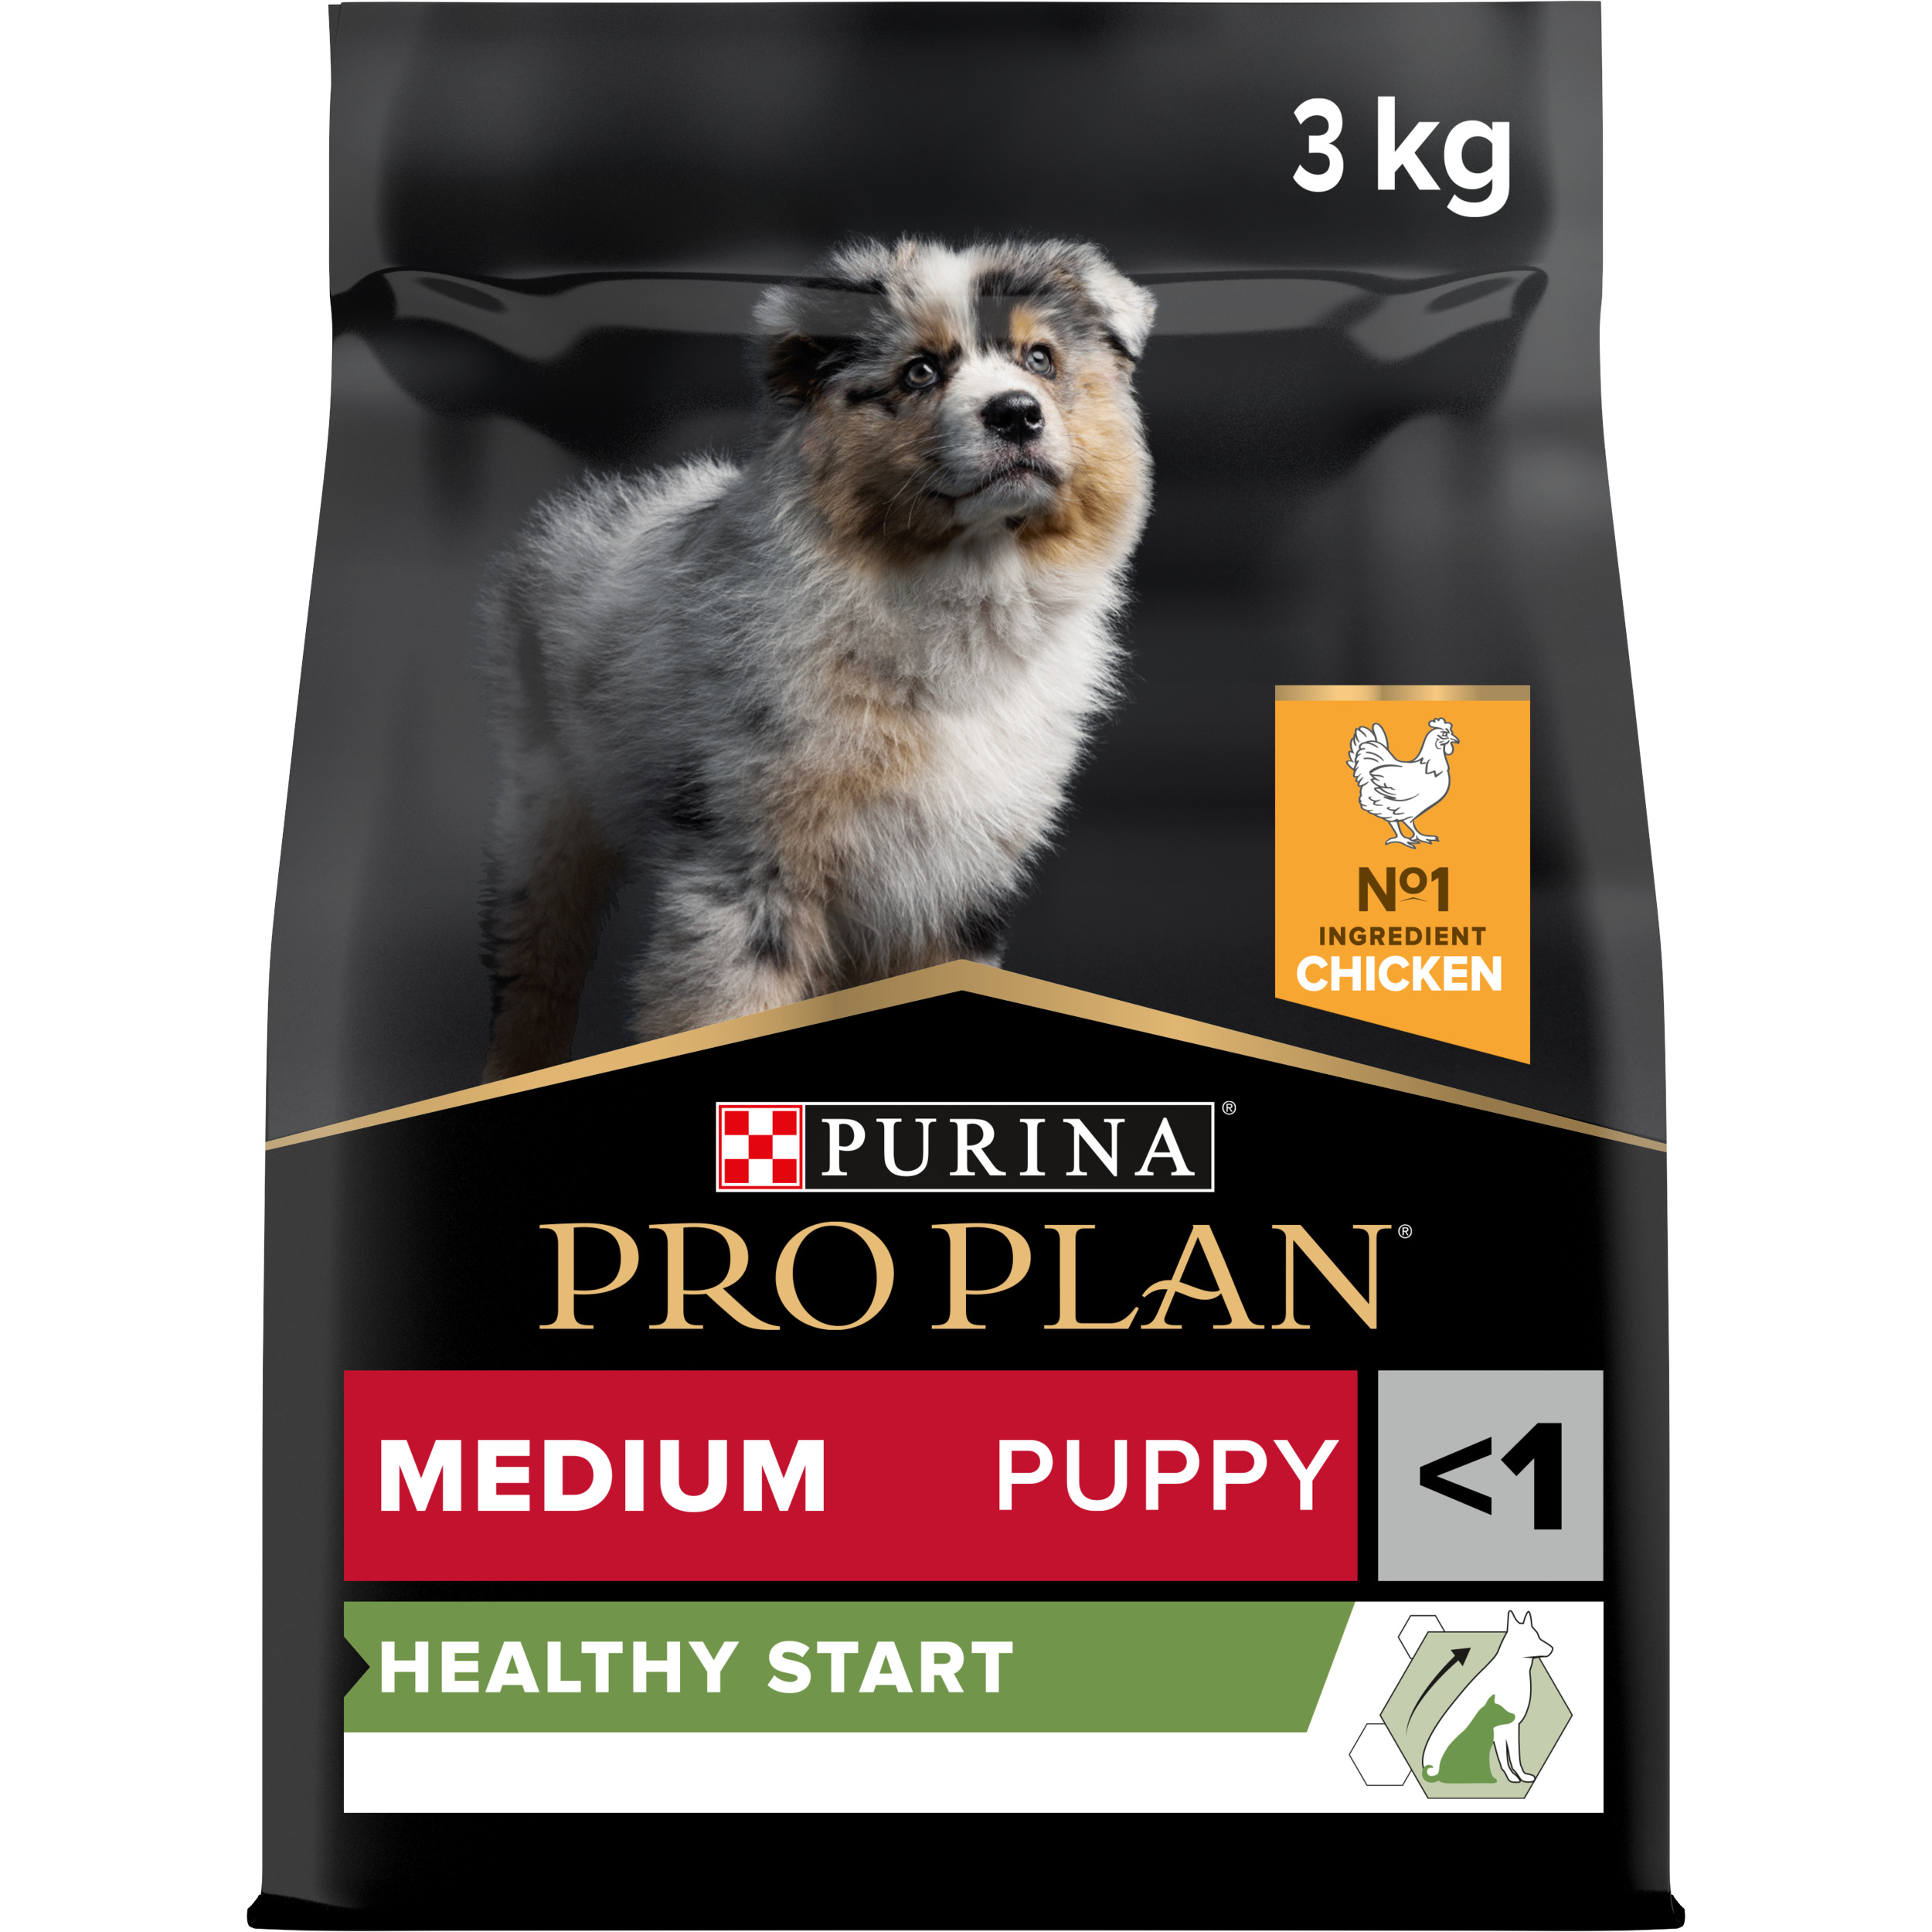 3 kg
Nº1
INGREDIENT
CHICKEN
PURINA®
PRO PLAN®
MEDIUM PUPPY <1
HEALTHY START